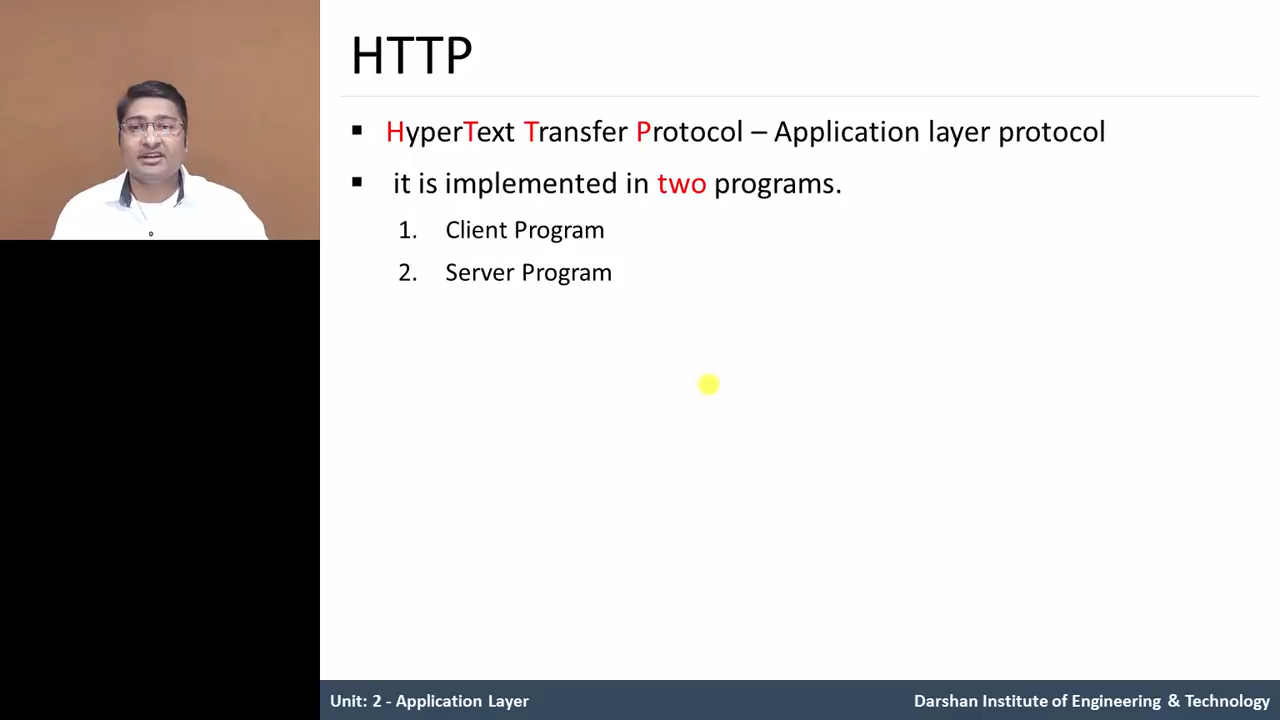 HTTP
▪ HyperText Transfer Protocol – Application layer protocol
▪ it is implemented in two programs.
1. Client Program
2. Server Program
Unit: 2 - Application Layer
Darshan Institute of Engineering & Technology